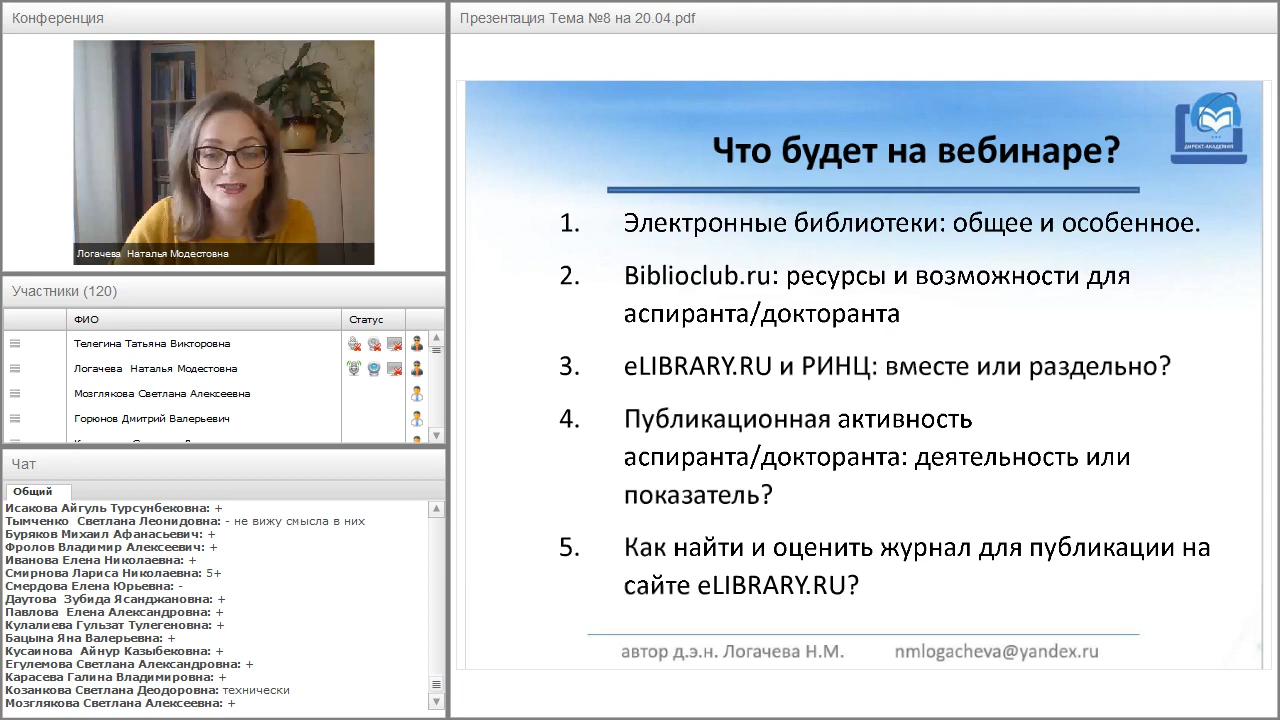 Конференция
Логачева Наталья Модестовна
Участники (120)
ФИО
Статус
Телегина Татьяна Викторовна
Логачева Наталья Модестовна
Мозглякова Светлана Алексеевна
Горюнов Дмитрий Валерьевич
Чат
Общий
Исакова Айгуль Турсунбековна: +
Тымченко Светлана Леонидовна: - не вижу смысла в них
Буряков Михаил Афанасьевич: +
Фролов Владимир Алексеевич: +
Иванова Елена Николаевна: +
Смирнова Лариса Николаевна: 5+
Смердова Елена Юрьевна: -
Даутова Зубида Ясанджановна: +
Павлова Елена Александровна: +
Кулалиева Гульзат Тулегеновна: +
Бацына Яна Валерьевна: +
Кусаинова Айнур Казыбековна: +
Егулемова Светлана Александровна: +
Карасева Галина Владимировна: +
Козанкова Светлана Деодоровна: технически
Мозглякова Светлана Алексеевна: +
Презентация Тема №8 на 20.04.pdf
ДИРЕКТ-АКАДЕМИЯ
Что будет на вебинаре?
1. Электронные библиотеки: общее и особенное.
2. Biblioclub.ru: ресурсы и возможности для
аспиранта/докторанта
3. eLIBRARY.RU и РИНЦ: вместе или раздельно?
4. Публикационная активность
аспиранта/докторанта: деятельность или
показатель?
5. Как найти и оценить журнал для публикации на
сайте eLIBRARY.RU?
автор д.э.н. Логачева Н.М. nmlogacheva@yandex.ru